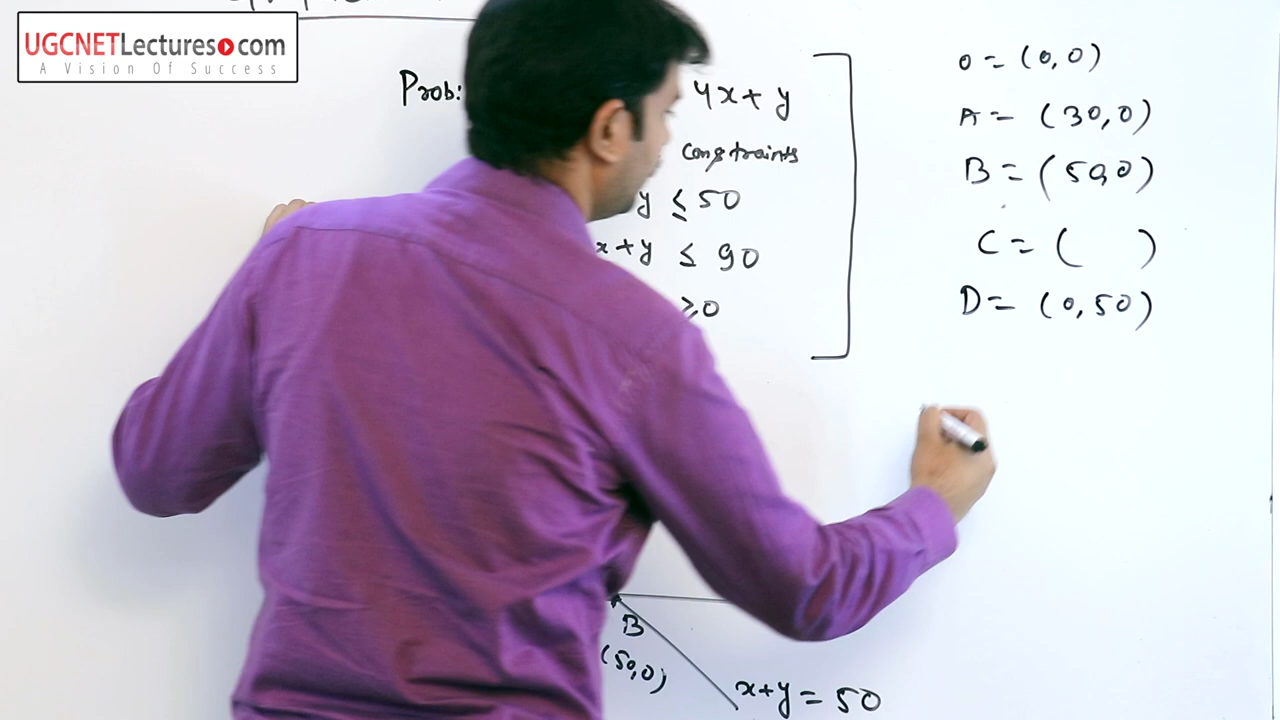 UGCNETLectures.com
A Vision Of Success
Prob: 4x + y
constraints
y ≤ 50
x + y ≤ 90
≥0
O = (0,0)
A = (30,0)
B = (50,0)
C = ( )
D = (0,50)
B
(50,0)
x+y = 50